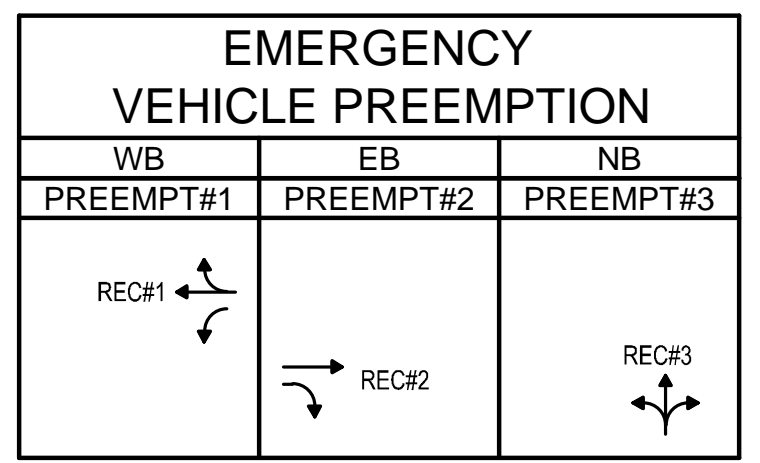 EMERGENCY
VEHICLE PREEMPTION
WB EB NB
PREEMPT#1 PREEMPT#2 PREEMPT#3
REC#1
REC#2
REC#3